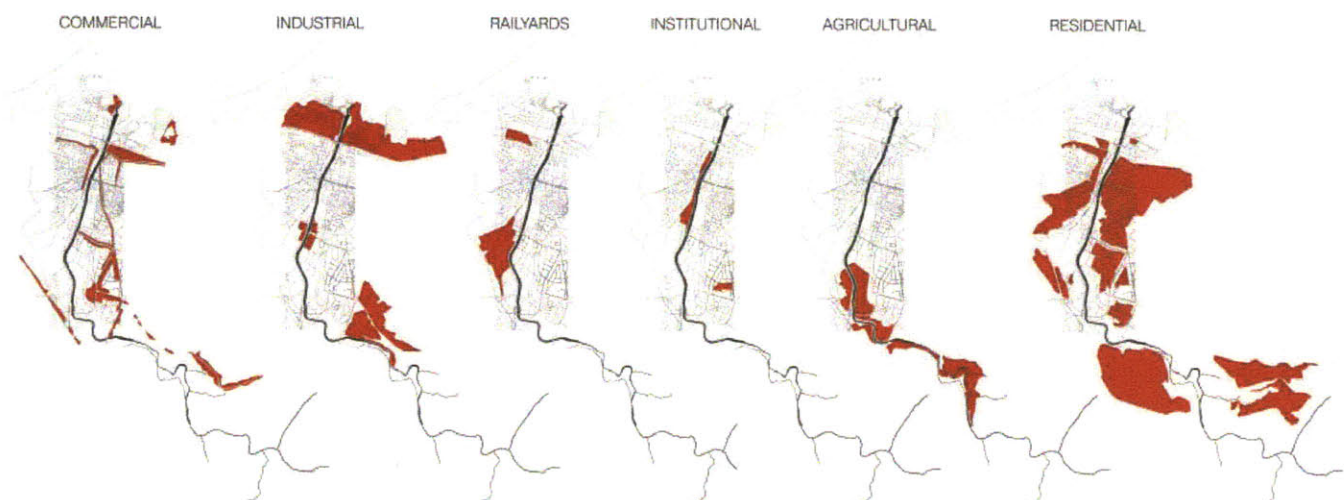 COMMERCIAL
INDUSTRIAL
RAILYARDS
INSTITUTIONAL
AGRICULTURAL
RESIDENTIAL